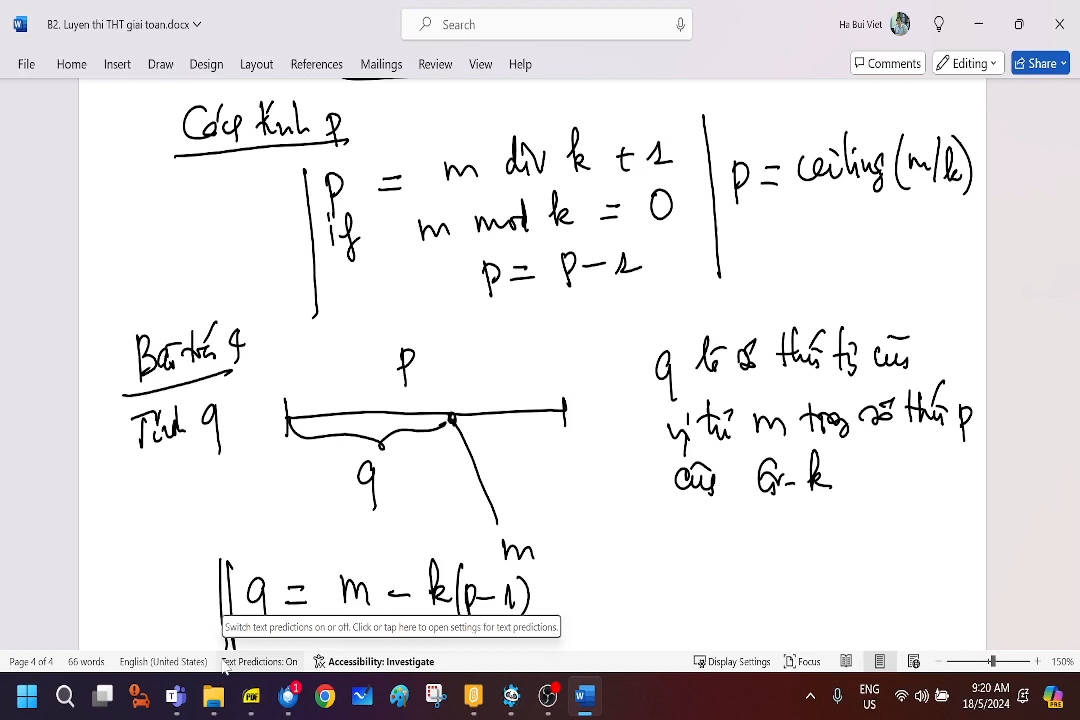 B2. Luyen thi THT giai toan.docx
Search
Ha Bui Viet
File Home Insert Draw Design Layout References Mailings Review View Help
Comments Editing Share
Cách tính p
p = m div k + 1
if m mod k = 0
p = p - 1
p = ceiling(m/k)
Bài toán 4
Tính q
p
q
m
q là số thứ tự của
vị trí m trong số thứ p
của k
q = m - k(p-1)
Switch text predictions on or off. Click or tap here to open settings for text predictions.
Page 4 of 4 66 words English (United States) Text Predictions: On Accessibility: Investigate Display Settings Focus 150%
1 PDF ENG US 9:20 AM 18/5/2024 PRE